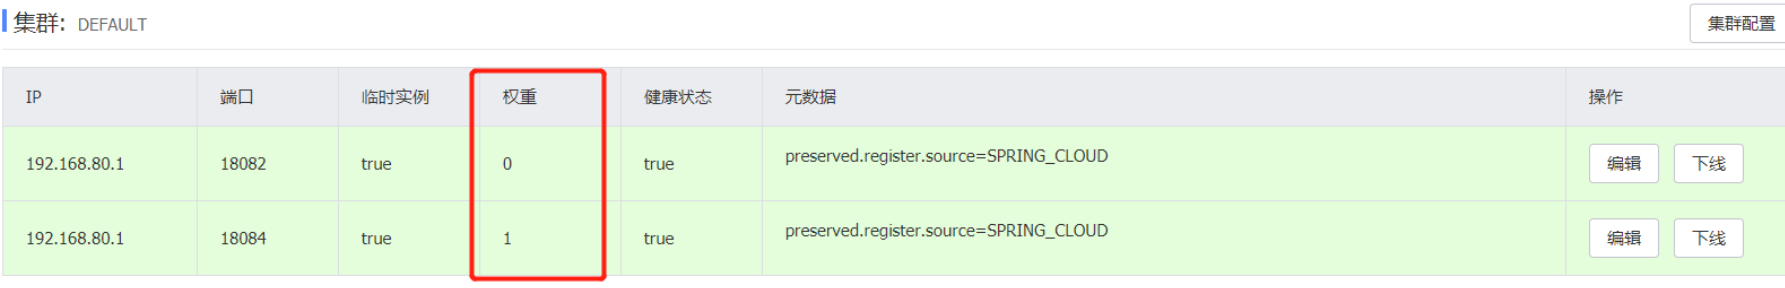 集群: DEFAULT 集群配置
IP 端口 临时实例 权重 健康状态 元数据 操作
192.168.80.1 18082 true 0 true preserved.register.source=SPRING_CLOUD 编辑 下线
192.168.80.1 18084 true 1 true preserved.register.source=SPRING_CLOUD 编辑 下线